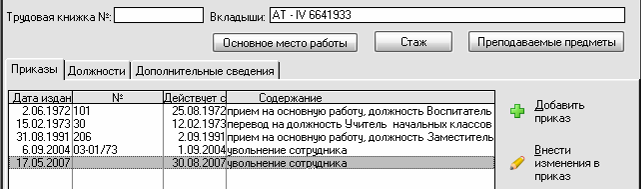 Трудовая книжка №: Вкладыши: АТ - IV 6641933
Основное место работы Стаж Преподаваемые предметы
Приказы Должности Дополнительные сведения
Дата издан № Действует с Содержание
2.06.1972 101 25.08.1972 прием на основную работу, должность Воспитатель
15.02.1973 30 12.02.1973 перевод на должность Учитель начальных классов
31.08.1991 206 2.09.1991 прием на основную работу, должность Заместитель
6.09.2004 03-01/73 1.09.2004 увольнение сотрудника
17.05.2007 30.08.2007 увольнение сотрудника
Добавить
приказ
Внести
изменения в
приказ